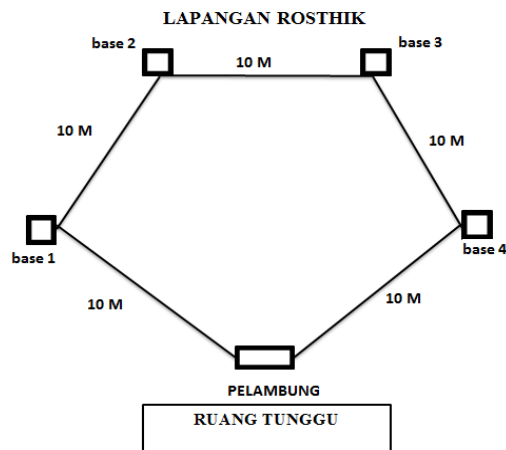 LAPANGAN ROSTHIK
base 2
base 3
10 M
10 M
10 M
base 1
base 4
10 M
10 M
PELAMBUNG
RUANG TUNGGU